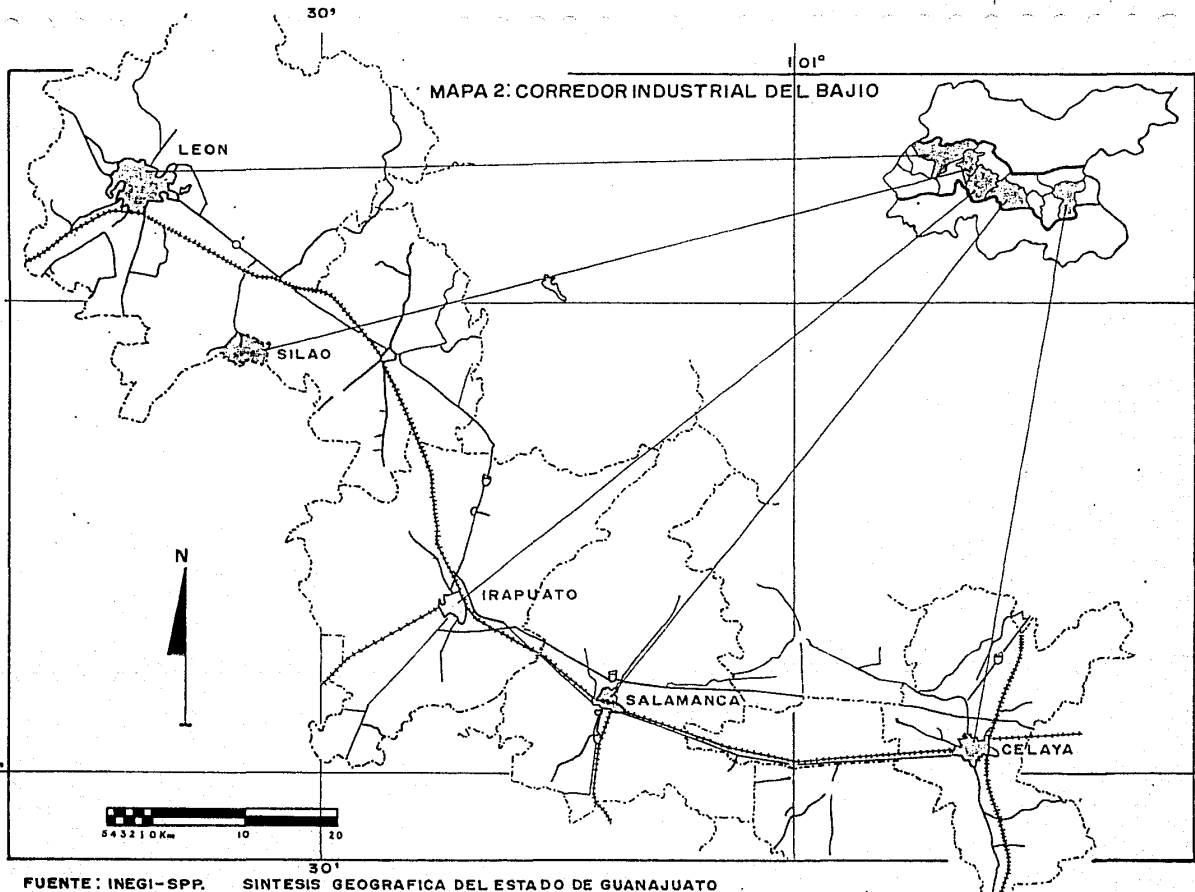 30'
101°
MAPA 2: CORREDOR INDUSTRIAL DEL BAJIO
LEON
SILAO
N
IRAPUATO
SALAMANCA
CELAYA
5 4 3 2 1 0 Km 10 20
30'
FUENTE: INEGI-SPP. SINTESIS GEOGRAFICA DEL ESTADO DE GUANAJUATO